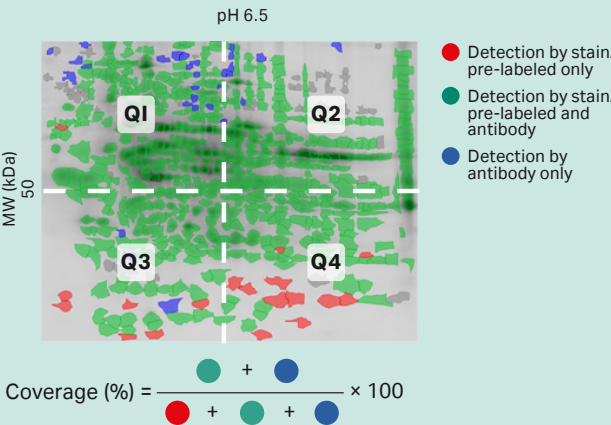 pH 6.5
MW (kDa)
50
Q1
Q2
Q3
Q4
Detection by stain/
pre-labeled only
Detection by stain/
pre-labeled and
antibody
Detection by
antibody only
Coverage (%) =
+
+ +
× 100